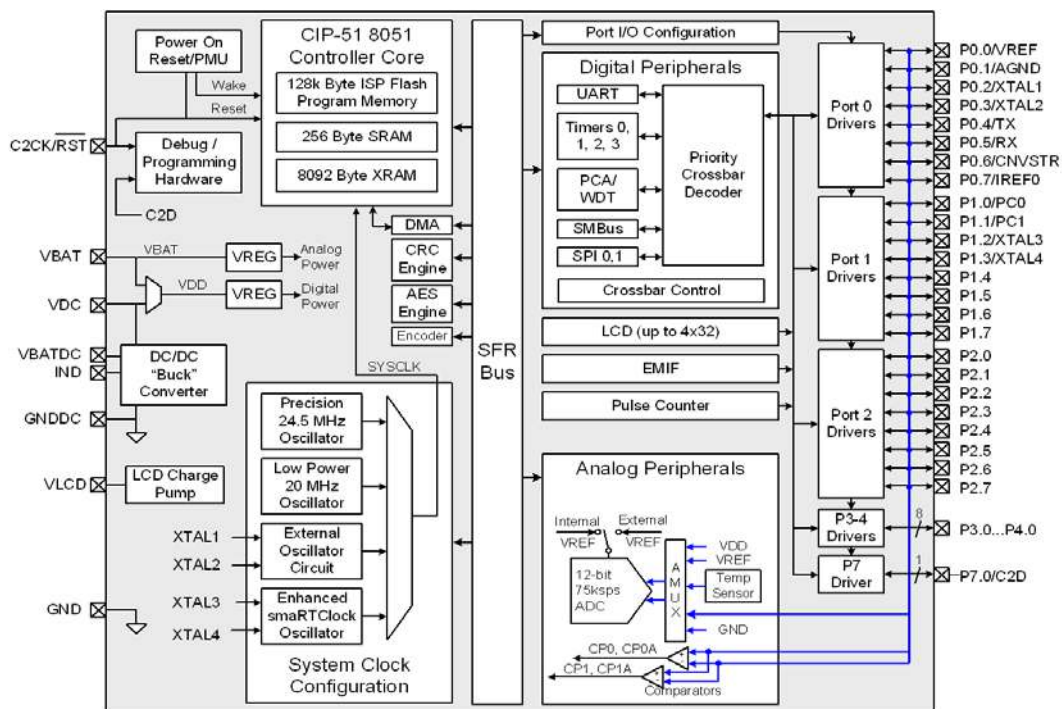 Power On
Reset/PMU
Wake
Reset
C2CK/RST
Debug /
Programming
Hardware
C2D
CIP-51 8051
Controller Core
128k Byte ISP Flash
Program Memory
256 Byte SRAM
8092 Byte XRAM
DMA
CRC
Engine
AES
Engine
Encoder
VBAT
VBAT
VREG
Analog
Power
VDC
VDD
VREG
Digital
Power
VBATDC
IND
DC/DC
"Buck"
Converter
GNDDC
VLCD
LCD Charge
Pump
SYSCLK
Precision
24.5 MHz
Oscillator
Low Power
20 MHz
Oscillator
XTAL1
XTAL2
External
Oscillator
Circuit
XTAL3
XTAL4
Enhanced
smaRTClock
Oscillator
GND
System Clock
Configuration
SFR
Bus
Port I/O Configuration
Digital Peripherals
UART
Timers 0,
1, 2, 3
PCA/
WDT
SMBus
SPI 0,1
Priority
Crossbar
Decoder
Crossbar Control
LCD (up to 4x32)
EMIF
Pulse Counter
Analog Peripherals
Internal
VREF
External
VREF
12-bit
75ksps
ADC
A
M
U
X
VDD
VREF
Temp
Sensor
GND
CP0, CP0A
CP1, CP1A
+
-
+
-
Comparators
Port 0
Drivers
Port 1
Drivers
Port 2
Drivers
P3-4
Drivers
P7
Driver
P0.0/VREF
P0.1/AGND
P0.2/XTAL1
P0.3/XTAL2
P0.4/TX
P0.5/RX
P0.6/CNVSTR
P0.7/IREF0
P1.0/PC0
P1.1/PC1
P1.2/XTAL3
P1.3/XTAL4
P1.4
P1.5
P1.6
P1.7
P2.0
P2.1
P2.2
P2.3
P2.4
P2.5
P2.6
P2.7
8
P3.0...P4.0
1
P7.0/C2D